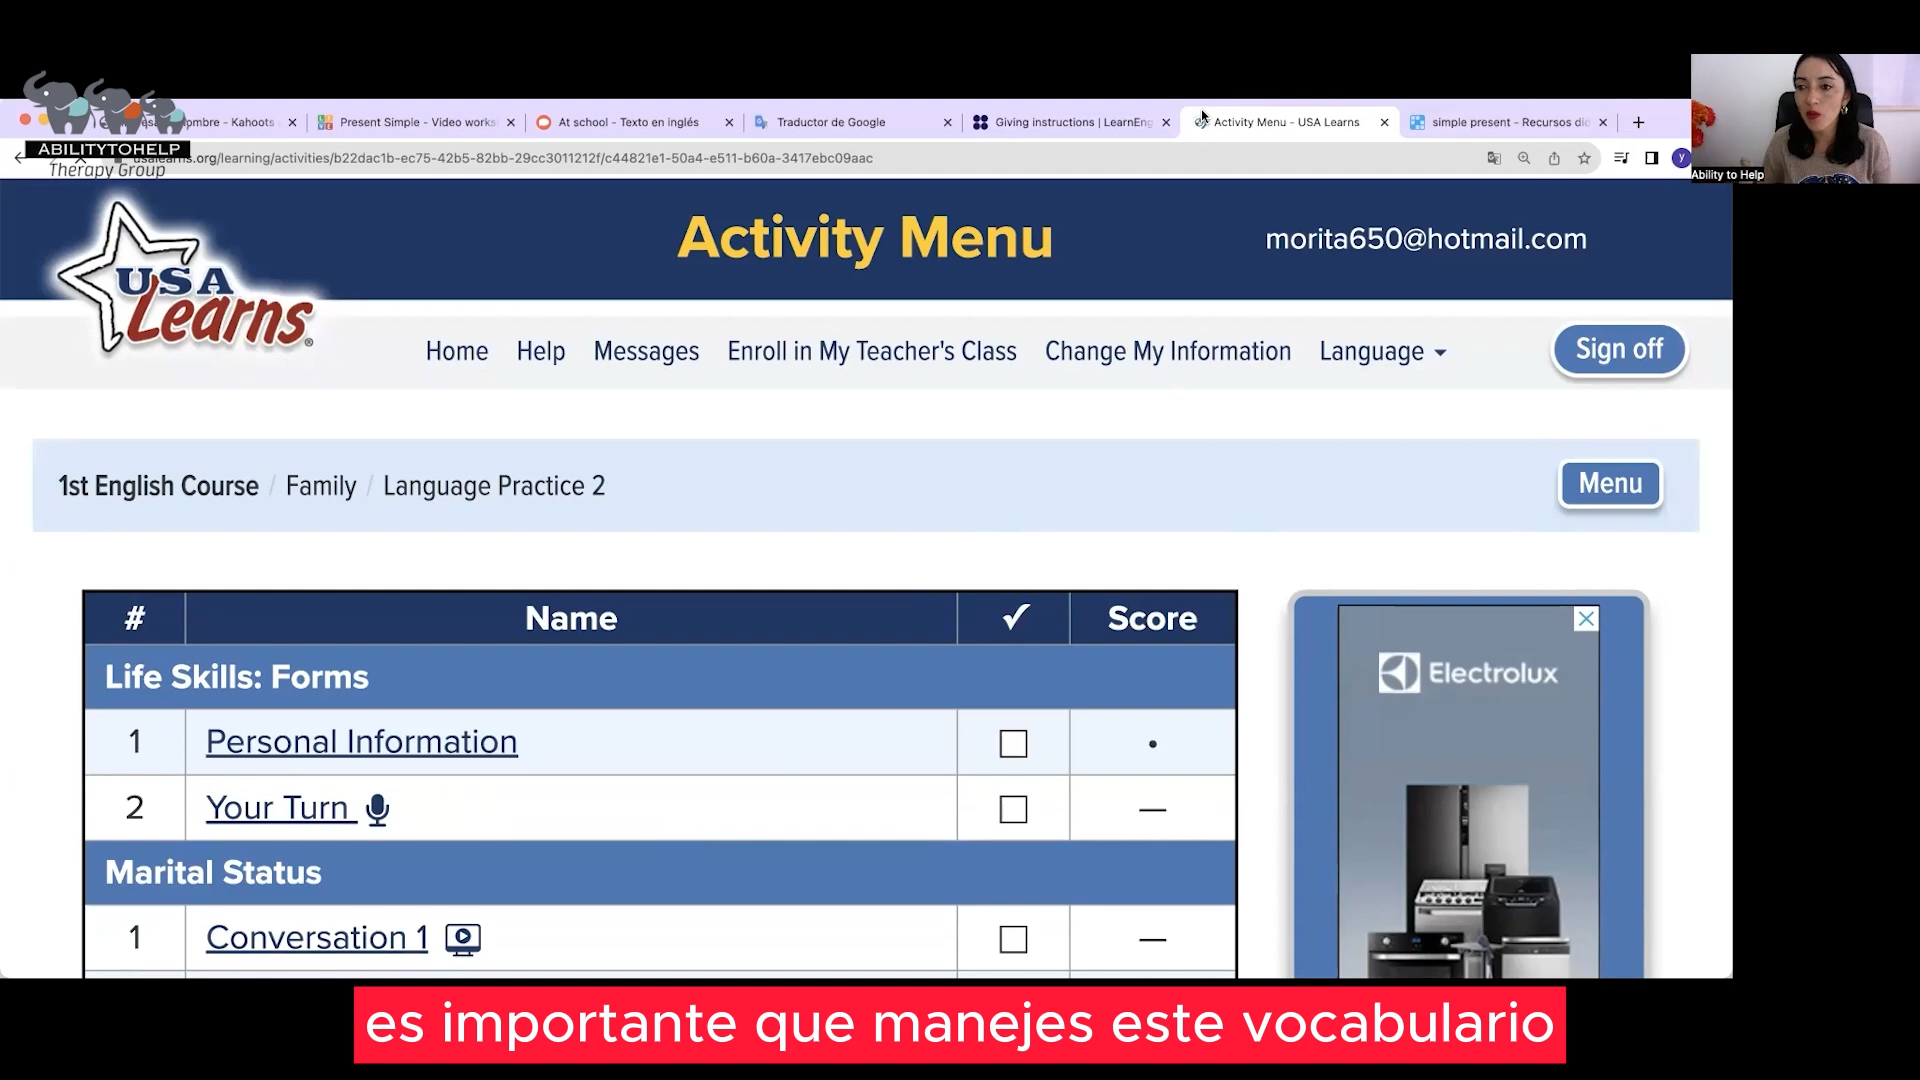 ombre - Kahoots
Present Simple - Video works
At school - Texto en inglés
Traductor de Google
Giving instructions | LearnEng
Activity Menu - USA Learns
simple present - Recursos dic
ABILITYTOHELP
Therapy Group
usalearns.org/learning/activities/b22dac1b-ec75-42b5-82bb-29cc3011212f/c44821e1-50a4-e511-b60a-3417ebc09aac
y
Ability to Help
USA
Learns
Activity Menu
morita650@hotmail.com
Home Help Messages Enroll in My Teacher's Class Change My Information Language
Sign off
1st English Course / Family / Language Practice 2
Menu
# Name ✓ Score
Life Skills: Forms
1 Personal Information •
2 Your Turn —
Marital Status
1 Conversation 1 —
Electrolux
es importante que manejes este vocabulario